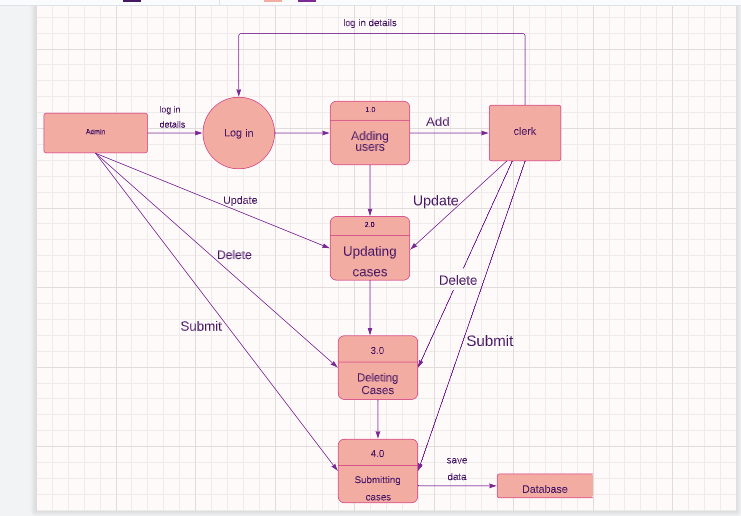 log in details
log in
details
Admin
Log in
1.0
Adding
users
Add
clerk
Update
Update
2.0
Updating
cases
Delete
Delete
Submit
Submit
3.0
Deleting
Cases
4.0
Submitting
cases
save
data
Database